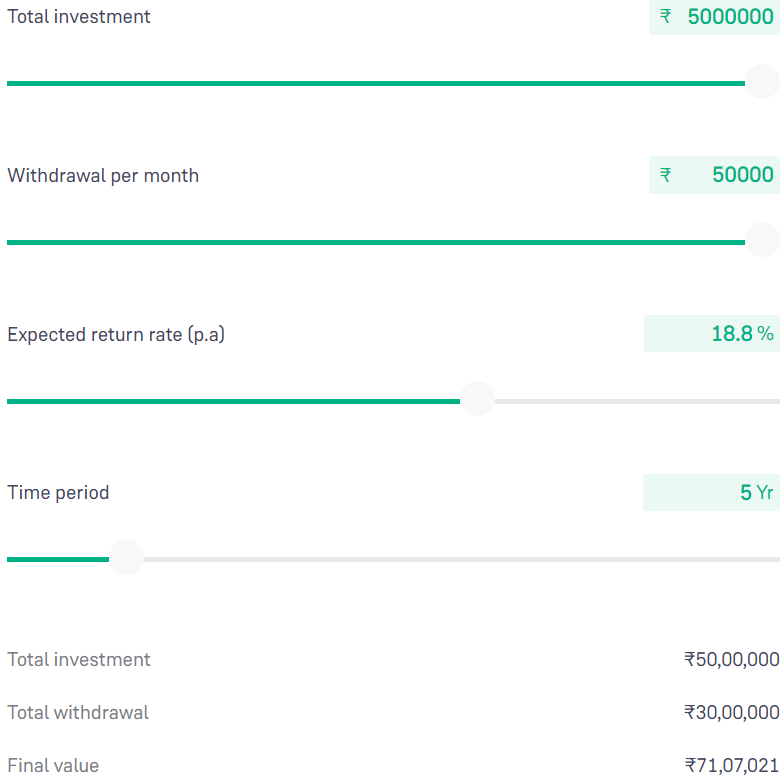 Total investment ₹ 5000000
Withdrawal per month ₹ 50000
Expected return rate (p.a) 18.8 %
Time period 5 Yr
Total investment ₹50,00,000
Total withdrawal ₹30,00,000
Final value ₹71,07,021